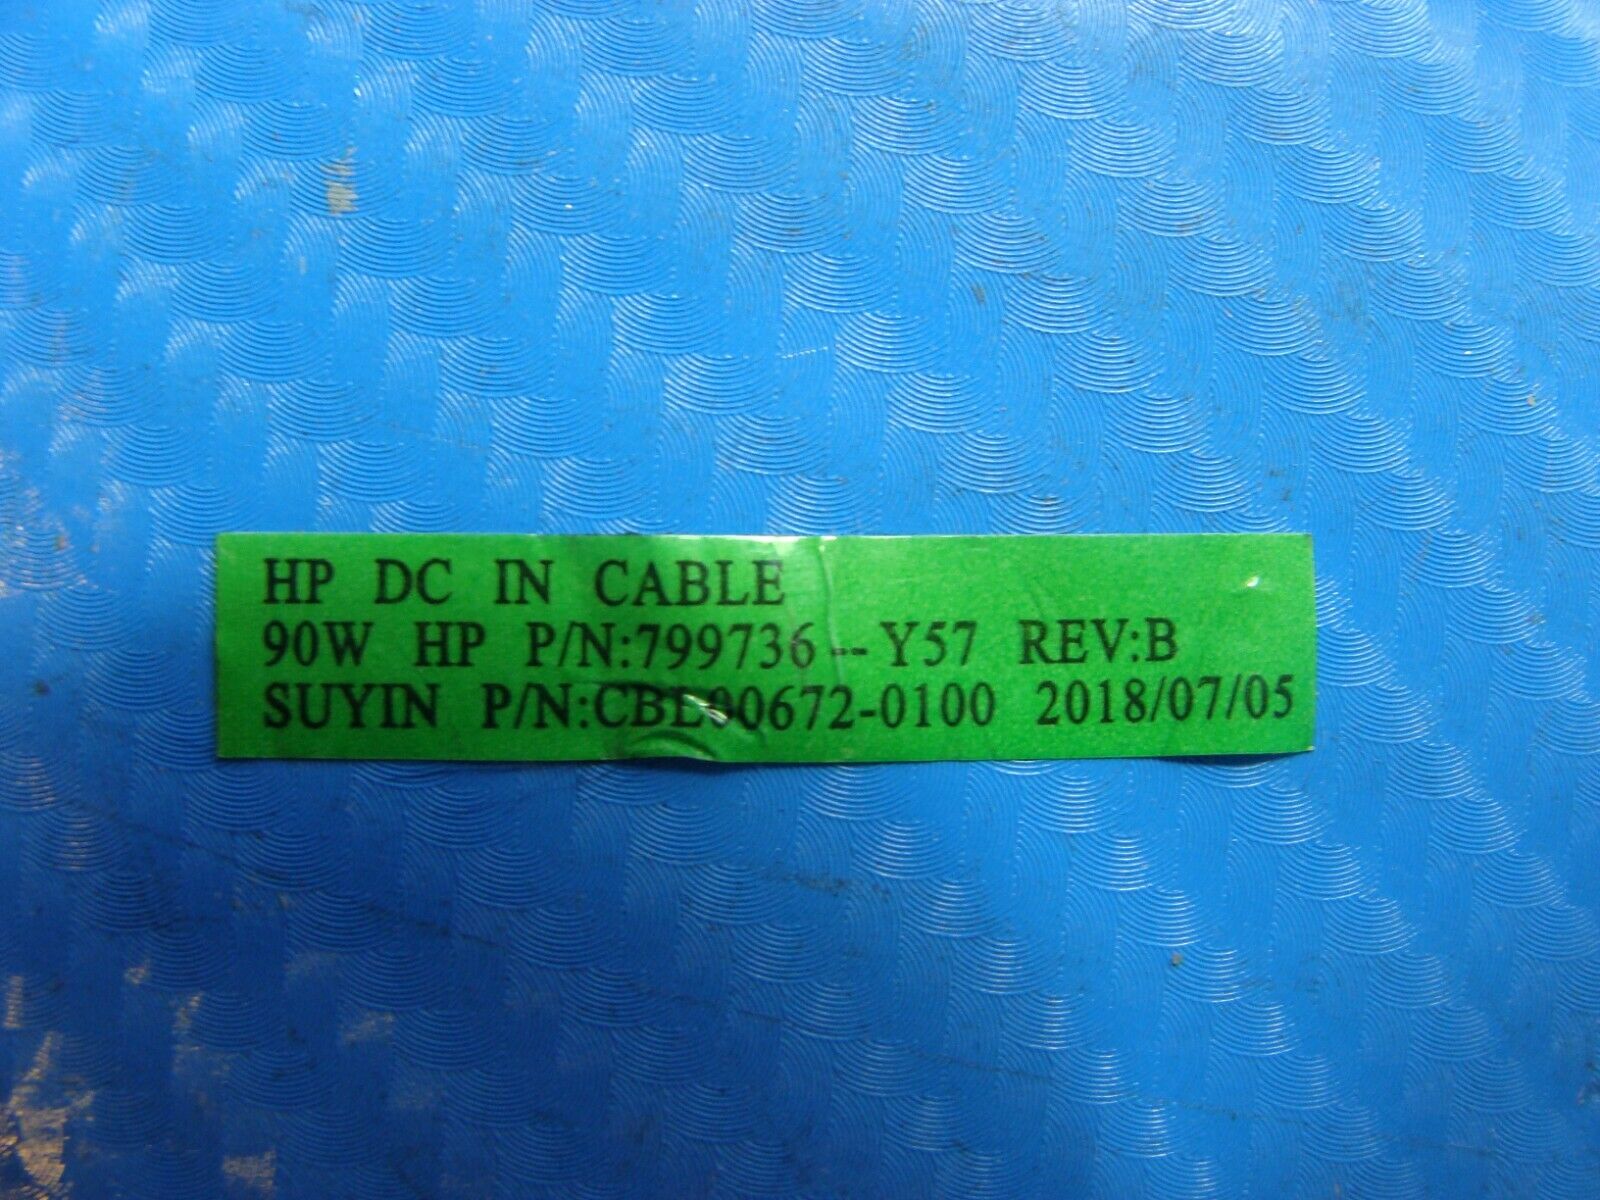 HP DC IN CABLE
90W HP P/N:799736--Y57 REV:B
SUYIN P/N:CBL00672-0100 2018/07/05